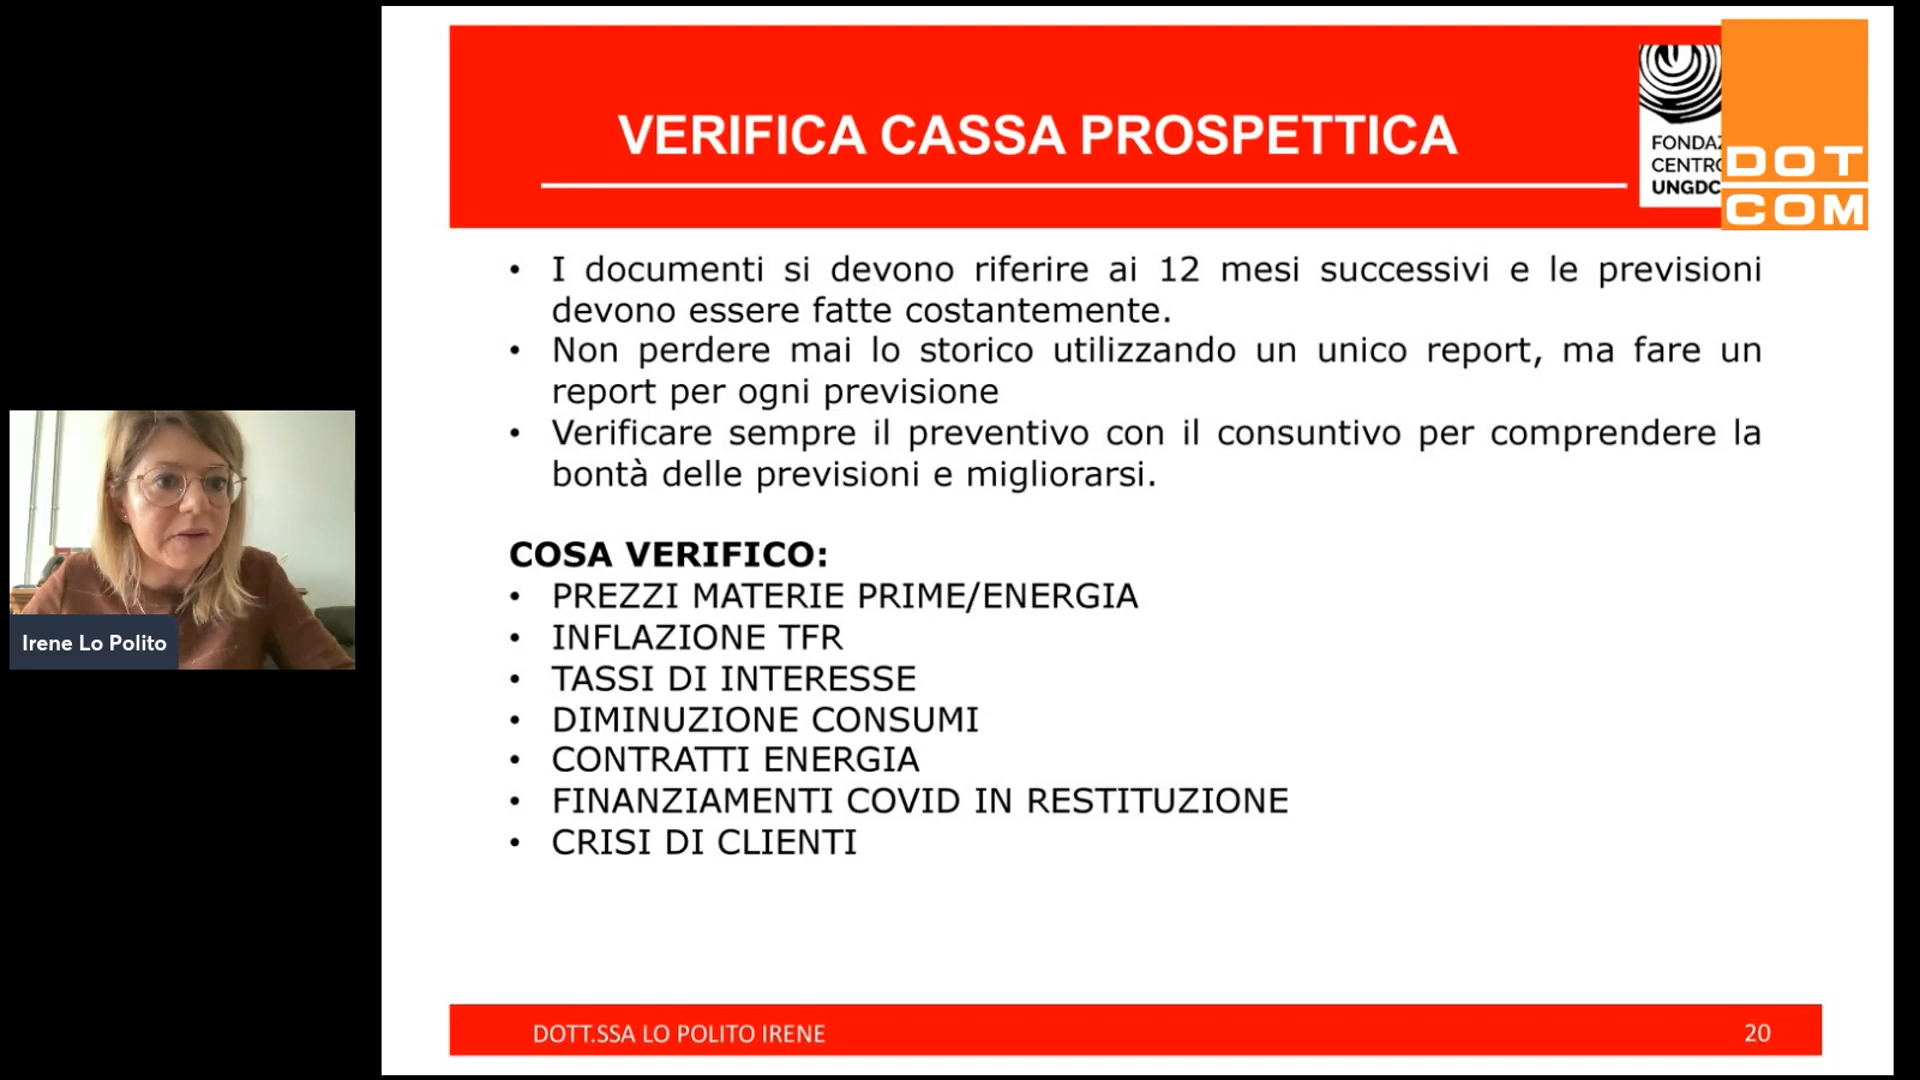 VERIFICA CASSA PROSPETTICA
FONDAZ
CENTRO
UNGDC
DOT
COM
• I documenti si devono riferire ai 12 mesi successivi e le previsioni
devono essere fatte costantemente.
• Non perdere mai lo storico utilizzando un unico report, ma fare un
report per ogni previsione
• Verificare sempre il preventivo con il consuntivo per comprendere la
bontà delle previsioni e migliorarsi.
COSA VERIFICO:
• PREZZI MATERIE PRIME/ENERGIA
• INFLAZIONE TFR
• TASSI DI INTERESSE
• DIMINUZIONE CONSUMI
• CONTRATTI ENERGIA
• FINANZIAMENTI COVID IN RESTITUZIONE
• CRISI DI CLIENTI
Irene Lo Polito
DOTT.SSA LO POLITO IRENE
20